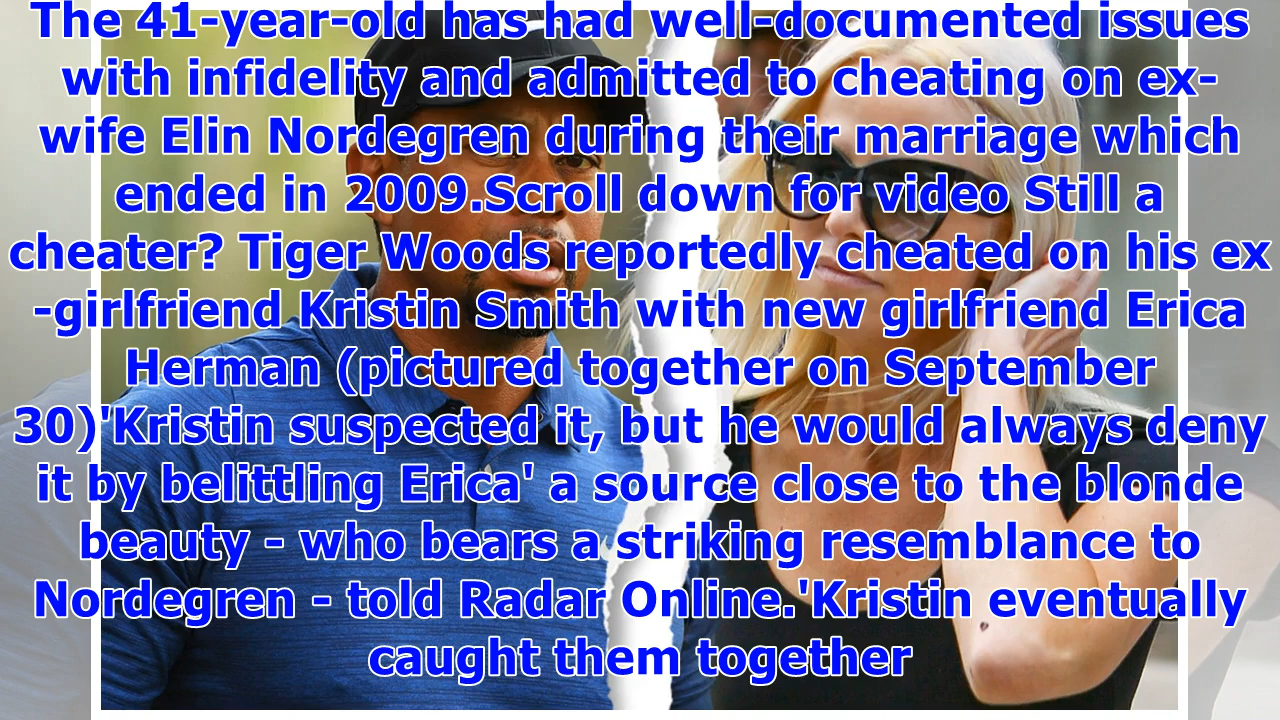 The 41-year-old has had well-documented issues
with infidelity and admitted to cheating on ex-
wife Elin Nordegren during their marriage which
ended in 2009.Scroll down for video Still a
cheater? Tiger Woods reportedly cheated on his ex
-girlfriend Kristin Smith with new girlfriend Erica
Herman (pictured together on September
30)'Kristin suspected it, but he would always deny
it by belittling Erica' a source close to the blonde
beauty - who bears a striking resemblance to
Nordegren - told Radar Online.'Kristin eventually
caught them together